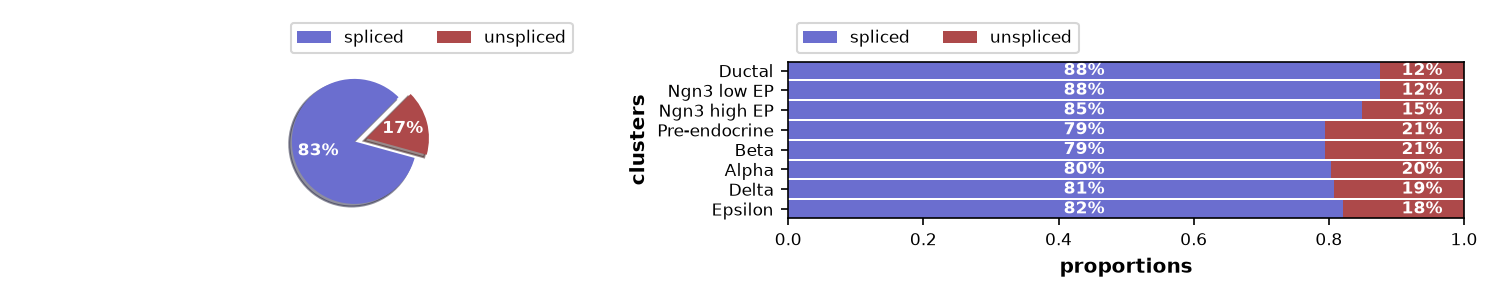 spliced unspliced
83%
17%
spliced unspliced
clusters
Ductal 88% 12%
Ngn3 low EP 88% 12%
Ngn3 high EP 85% 15%
Pre-endocrine 79% 21%
Beta 79% 21%
Alpha 80% 20%
Delta 81% 19%
Epsilon 82% 18%
0.0 0.2 0.4 0.6 0.8 1.0
proportions